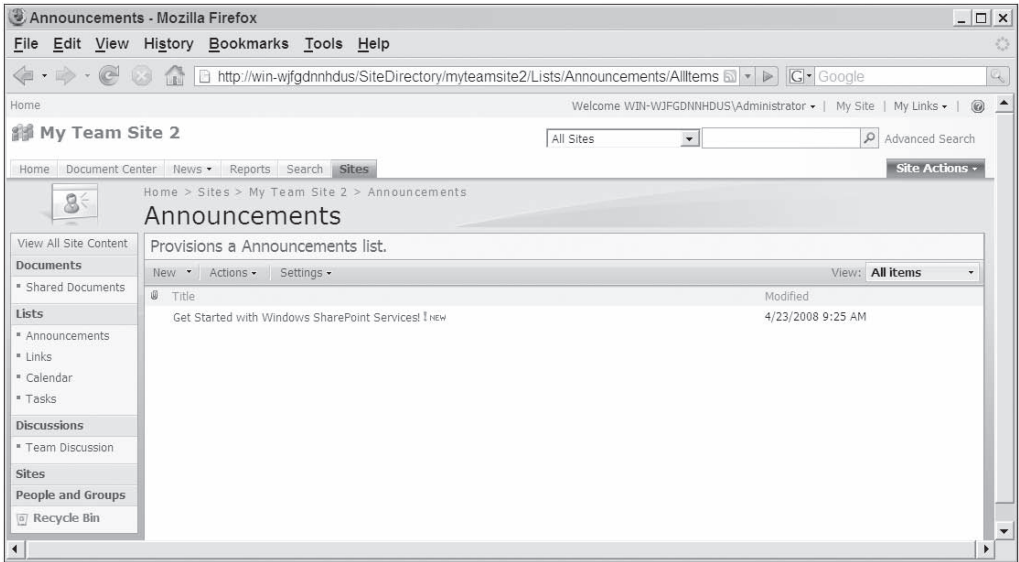 Announcements - Mozilla Firefox
File Edit View History Bookmarks Tools Help
http://win-wjfgdnnhdus/SiteDirectory/myteamsite2/Lists/Announcements/AllItems
G Google
Home
Welcome WIN-WJFGDNNHDUS\Administrator | My Site | My Links |
My Team Site 2
All Sites
Advanced Search
Home Document Center News Reports Search Sites
Site Actions
Home > Sites > My Team Site 2 > Announcements
Announcements
View All Site Content
Documents
Shared Documents
Lists
Announcements
Links
Calendar
Tasks
Discussions
Team Discussion
Sites
People and Groups
Recycle Bin
Provisions a Announcements list.
New Actions Settings
View: All items
Title Modified
Get Started with Windows SharePoint Services! ! NEW 4/23/2008 9:25 AM